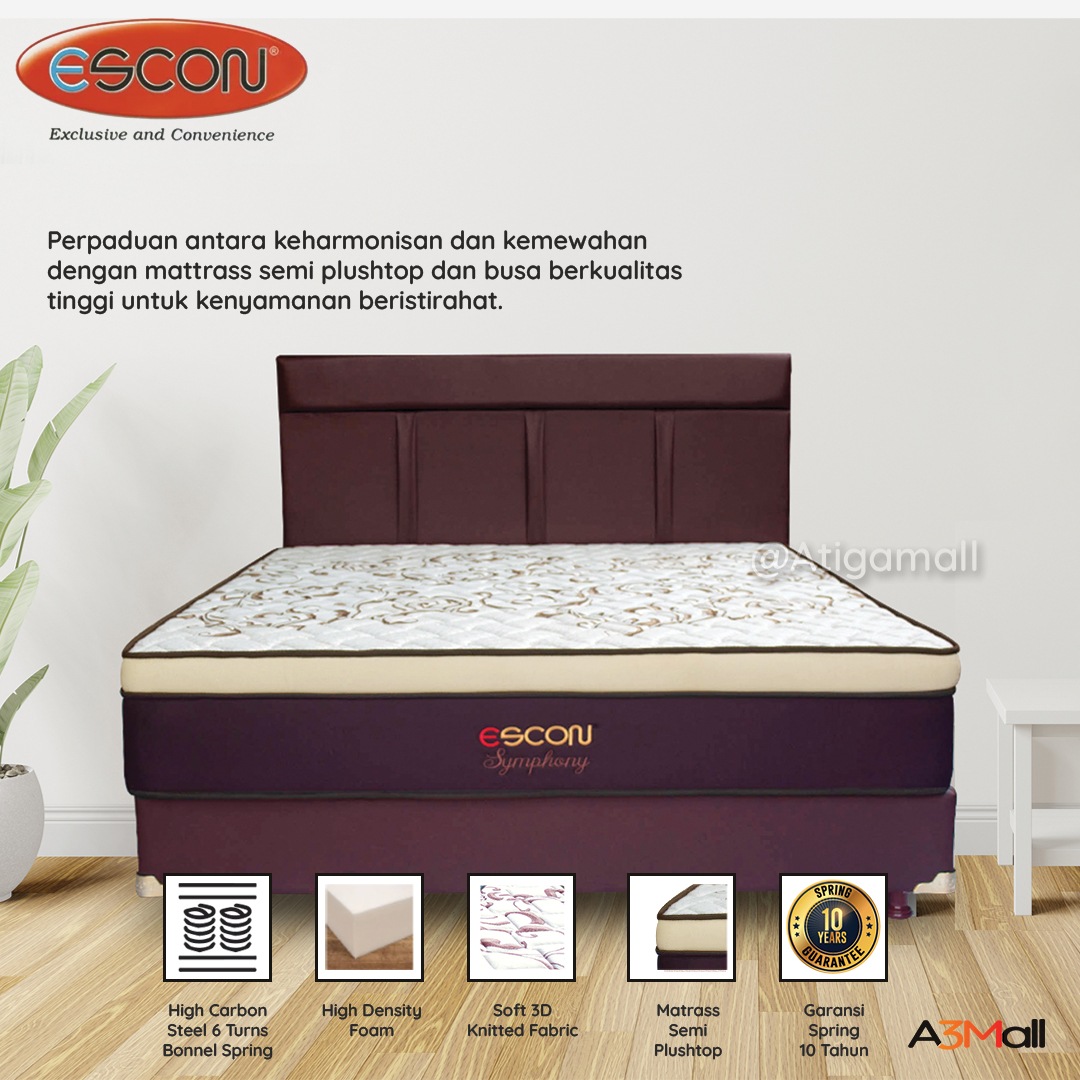 ESCON®
Exclusive and Convenience
Perpaduan antara keharmonisan dan kemewahan
dengan mattrass semi plushtop dan busa berkualitas
tinggi untuk kenyamanan beristirahat.
@Atigamall
ESCON
Symphony
SPRING
10
YEARS
GUARANTEE
High Carbon
Steel 6 Turns
Bonnel Spring
High Density
Foam
Soft 3D
Knitted Fabric
Matrass
Semi
Plushtop
Garansi
Spring
10 Tahun
A3Mall